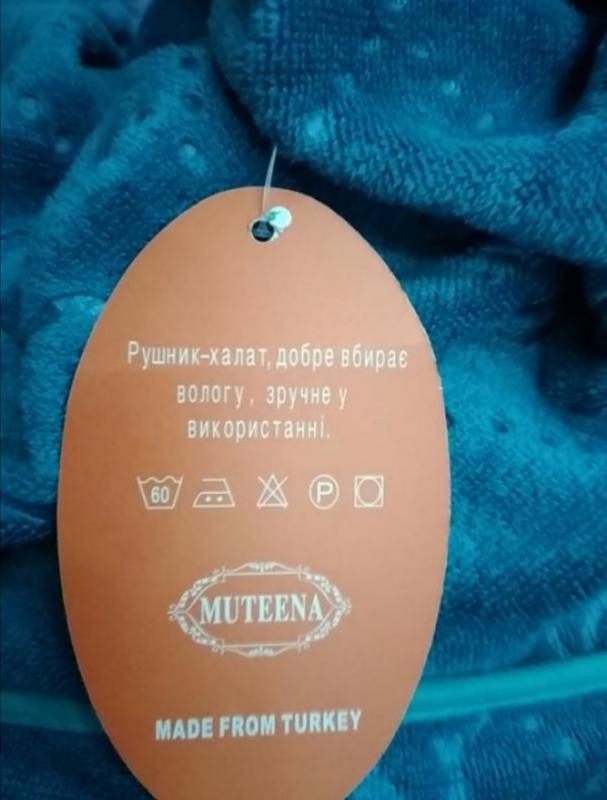 Рушник-халат, добре вбирає
вологу, зручне у
використанні.
60 P
MUTEENA
MADE FROM TURKEY